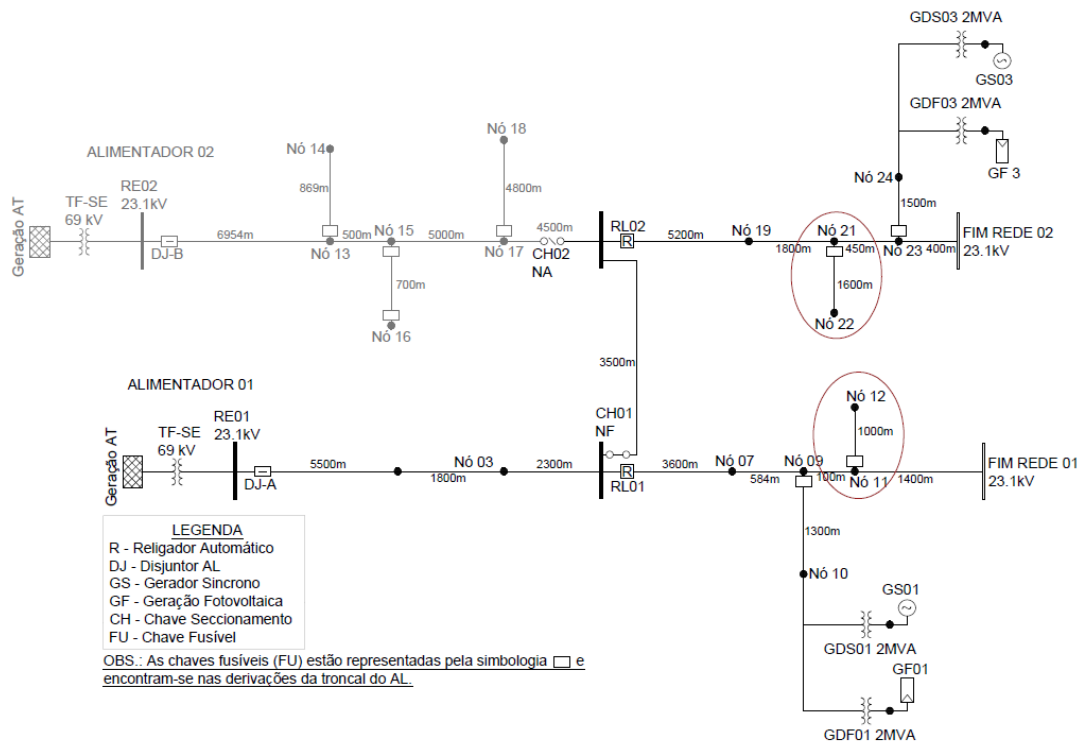 GDS03 2MVA
GS03
GDF03 2MVA
GF 3
Nó 18
Nó 14
ALIMENTADOR 02
Nó 24
869m
4800m
1500m
Geração AT
TF-SE
69 kV
RE02
23.1kV
DJ-B
6954m
Nó 13
500m
Nó 15
5000m
Nó 17
4500m
CH02
NA
RL02
R
5200m
Nó 19
1800m
Nó 21
450m
Nó 23
400m
FIM REDE 02
23.1kV
700m
1600m
Nó 16
Nó 22
3500m
ALIMENTADOR 01
Geração AT
TF-SE
69 kV
RE01
23.1kV
DJ-A
5500m
1800m
Nó 03
2300m
CH01
NF
R
RL01
3600m
Nó 07
584m
Nó 09
100m
Nó 11
1400m
FIM REDE 01
23.1kV
Nó 12
1000m
1300m
Nó 10
GS01
GDS01 2MVA
GF01
GDF01 2MVA
LEGENDA
R - Religador Automático
DJ - Disjuntor AL
GS - Gerador Sincrono
GF - Geração Fotovoltaica
CH - Chave Seccionamento
FU - Chave Fusível
OBS.: As chaves fusíveis (FU) estão representadas pela simbologia e
encontram-se nas derivações da troncal do AL.